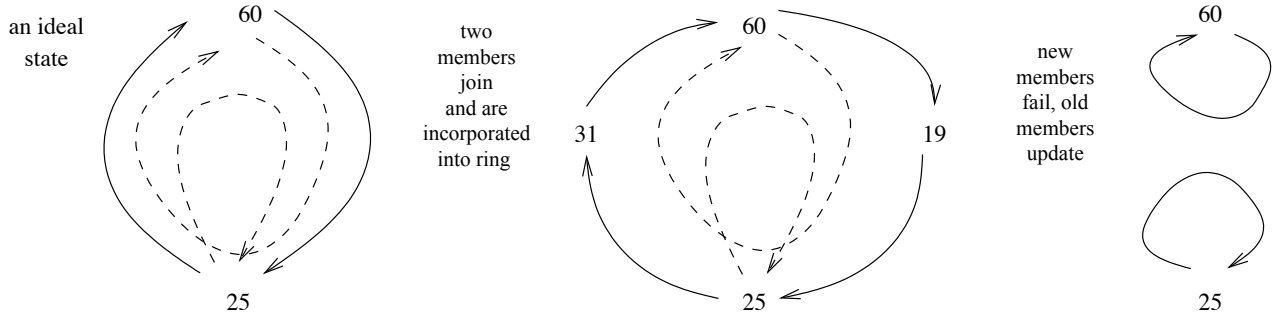 an ideal
state
60
25
two
members
join
and are
incorporated
into ring
60
31
19
25
new
members
fail, old
members
update
60
25